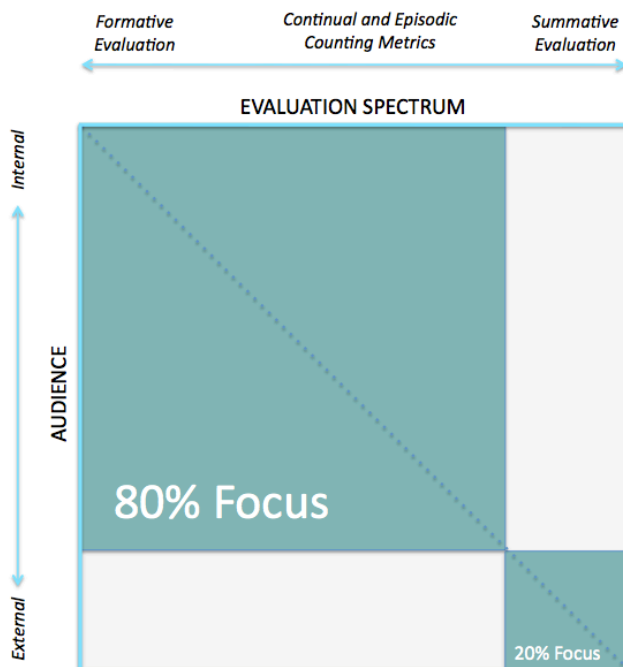 Formative
Evaluation
Continual and Episodic
Counting Metrics
Summative
Evaluation
EVALUATION SPECTRUM
Internal
AUDIENCE
External
80% Focus
20% Focus